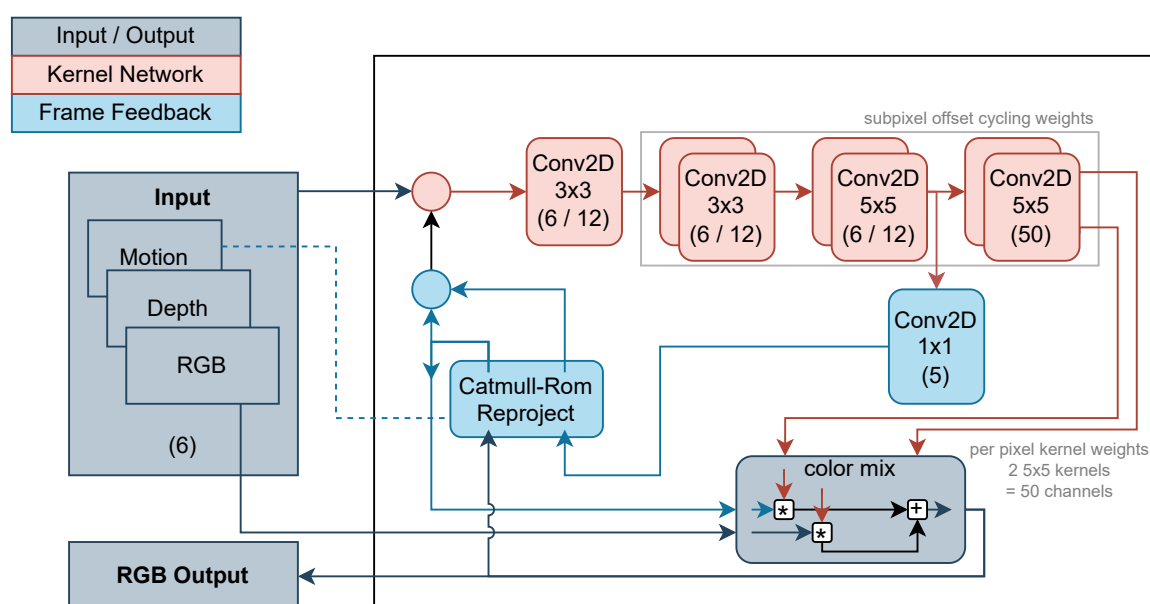 Input / Output
Kernel Network
Frame Feedback
subpixel offset cycling weights
Input
Motion
Depth
RGB
(6)
Conv2D
3x3
(6 / 12)
Conv2D
3x3
(6 / 12)
Conv2D
5x5
(6 / 12)
Conv2D
5x5
(50)
Conv2D
1x1
(5)
Catmull-Rom
Reproject
color mix
*
*
+
per pixel kernel weights
2 5x5 kernels
= 50 channels
RGB Output